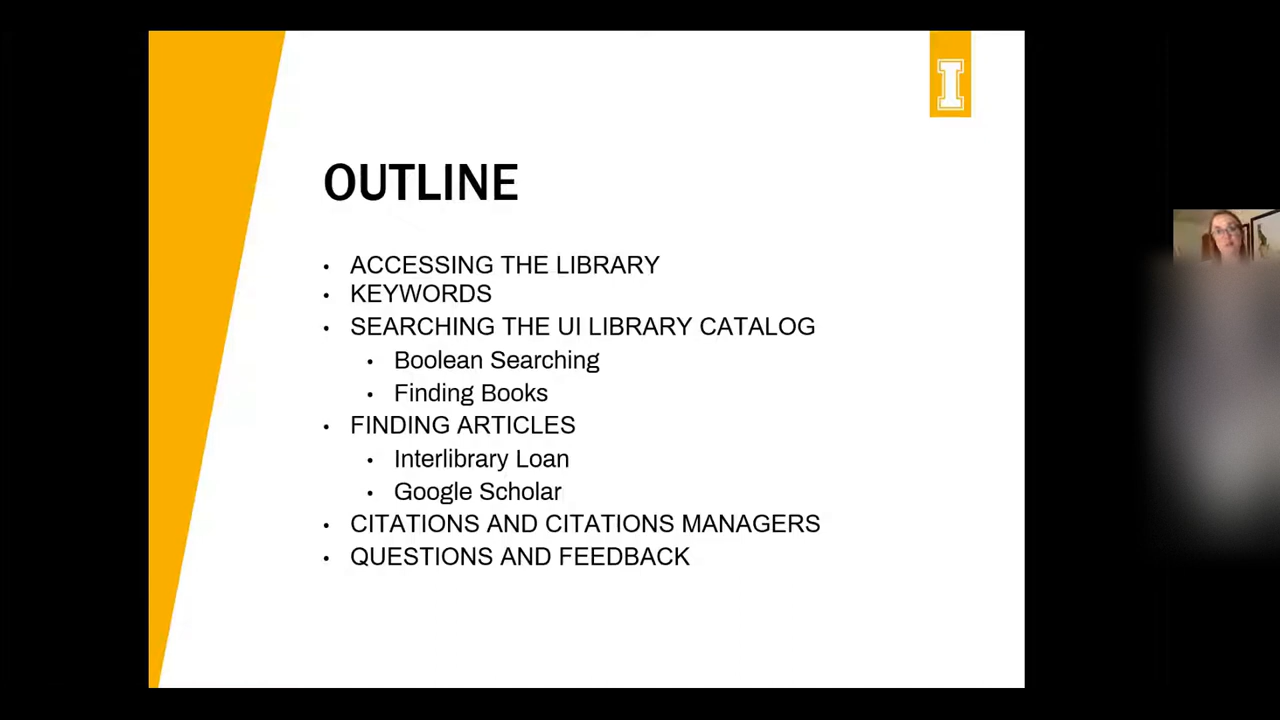 I
OUTLINE
• ACCESSING THE LIBRARY
• KEYWORDS
• SEARCHING THE UI LIBRARY CATALOG
• Boolean Searching
• Finding Books
• FINDING ARTICLES
• Interlibrary Loan
• Google Scholar
• CITATIONS AND CITATIONS MANAGERS
• QUESTIONS AND FEEDBACK